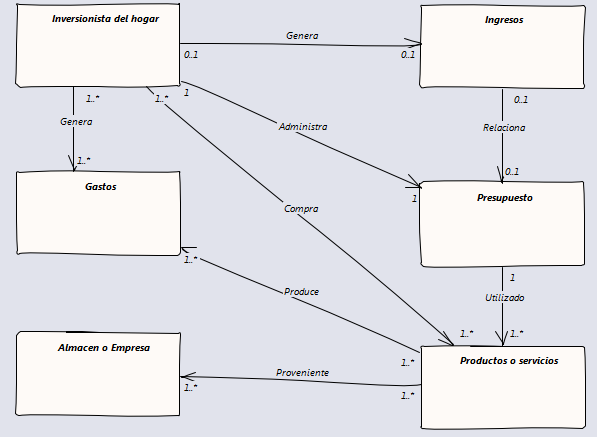 Inversionista del hogar
Ingresos
Genera
0..1
0..1
1..*
1..*
1
0..1
Genera
Administra
Relaciona
1..*
0..1
Gastos
1
Presupuesto
Compra
1..*
1
Produce
Utilizado
1..*
1..*
Almacen o Empresa
Productos o servicios
1..*
Proveniente
1..*
1..*